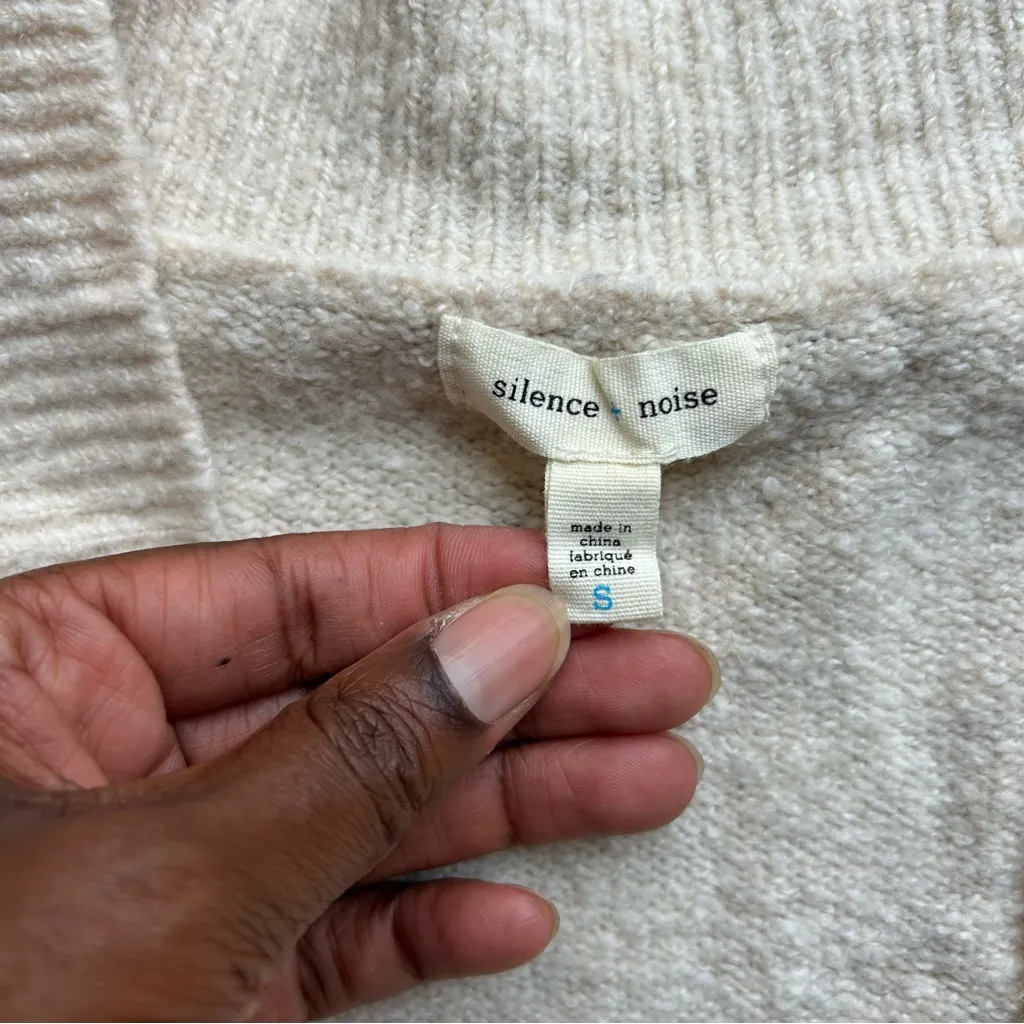 silence + noise
made in
china
fabriqué
en chine
S